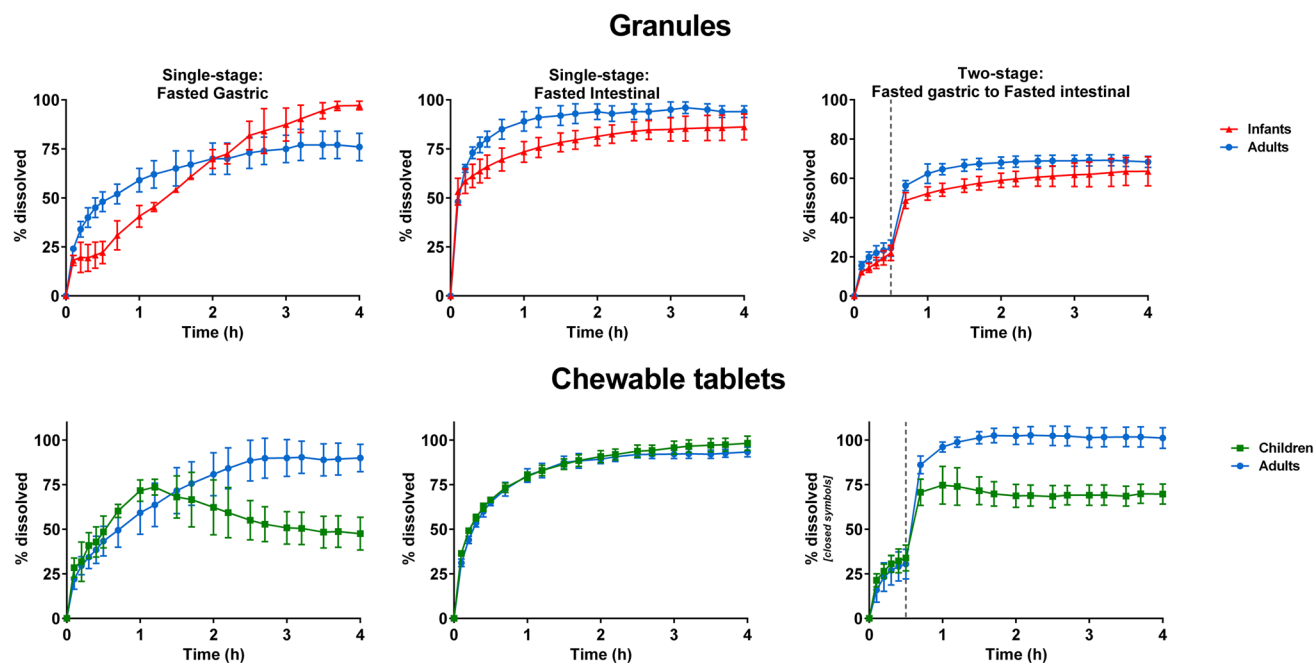 Granules
Single-stage:
Fasted Gastric
Single-stage:
Fasted Intestinal
Two-stage:
Fasted gastric to Fasted intestinal
% dissolved
100
75
50
25
0
0 1 2 3 4
Time (h)
% dissolved
100
75
50
25
0
0 1 2 3 4
Time (h)
% dissolved
100
80
60
40
20
0
0 1 2 3 4
Time (h)
Infants
Adults
Chewable tablets
% dissolved
100
75
50
25
0
0 1 2 3 4
Time (h)
% dissolved
100
75
50
25
0
0 1 2 3 4
Time (h)
% dissolved
[closed symbols]
100
75
50
25
0
0 1 2 3 4
Time (h)
Children
Adults